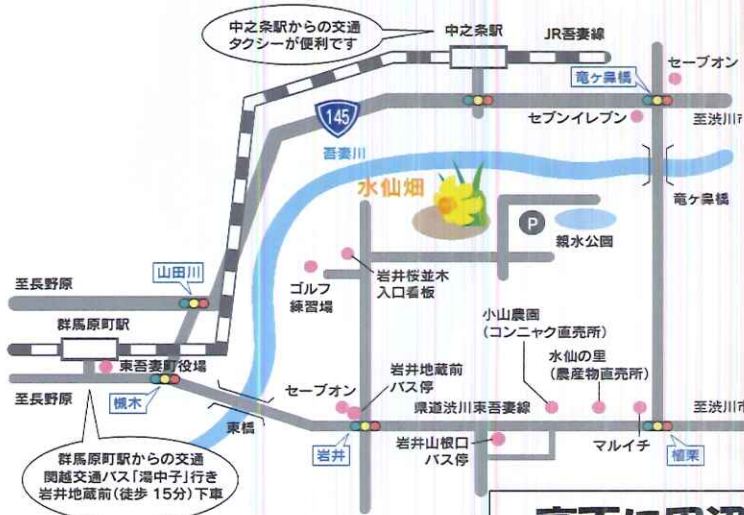 中之条駅からの交通
タクシーが便利です
中之条駅
JR吾妻線
セーブオン
竜ヶ鼻橋
145
セブンイレブン
至渋川市
吾妻川
水仙畑
竜ヶ鼻橋
P
親水公園
山田川
至長野原
ゴルフ
練習場
岩井桜並木
入口看板
群馬原町駅
小山農園
(コンニャク直売所)
水仙の里
(農産物直売所)
東吾妻町役場
至長野原
槻木
セーブオン
岩井地蔵前
バス停
県道渋川東吾妻線
至渋川市
東橋
岩井
岩井山根口
バス停
マルイチ
植栗
群馬原町駅からの交通
関越交通バス「湯中子」行き
岩井地蔵前(徒歩 15分)下車